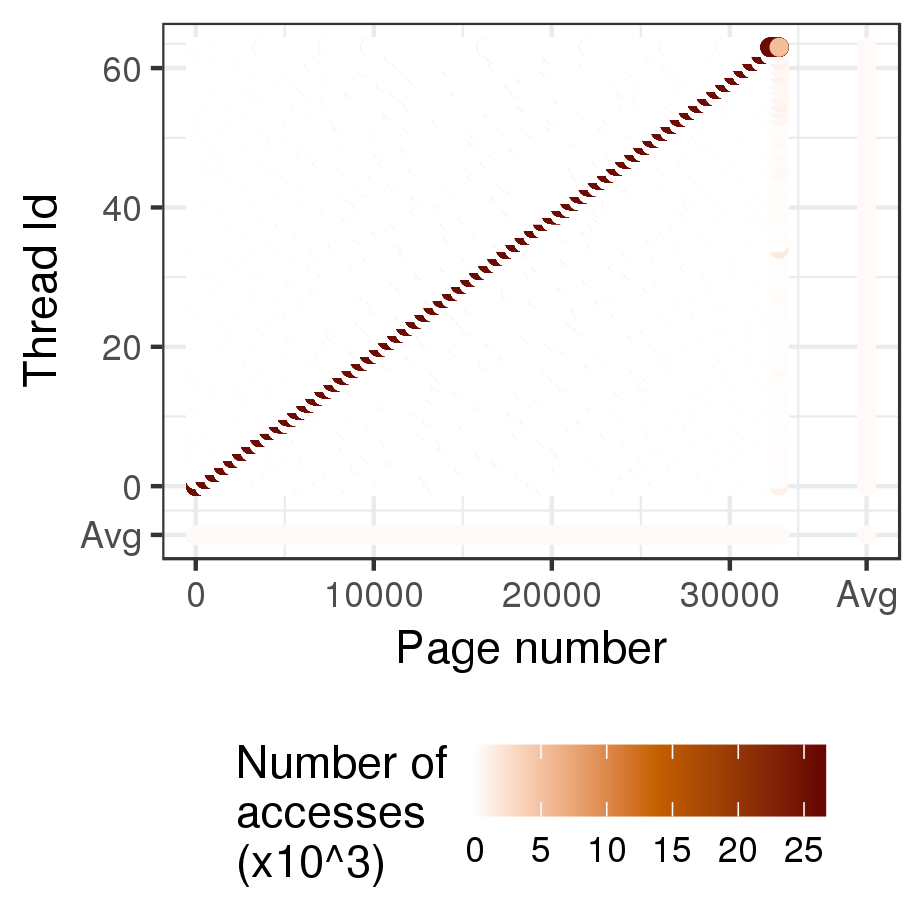 60
40
20
0
Avg
Thread Id
0 10000 20000 30000 Avg
Page number
Number of
accesses
(x10^3)
0 5 10 15 20 25